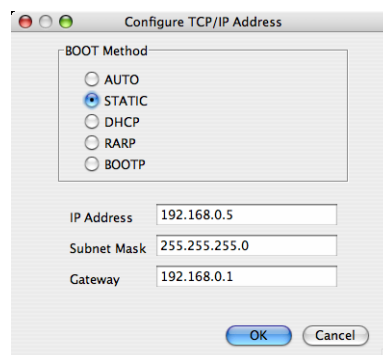 Configure TCP/IP Address
BOOT Method
AUTO
STATIC
DHCP
RARP
BOOTP
IP Address 192.168.0.5
Subnet Mask 255.255.255.0
Gateway 192.168.0.1
OK Cancel